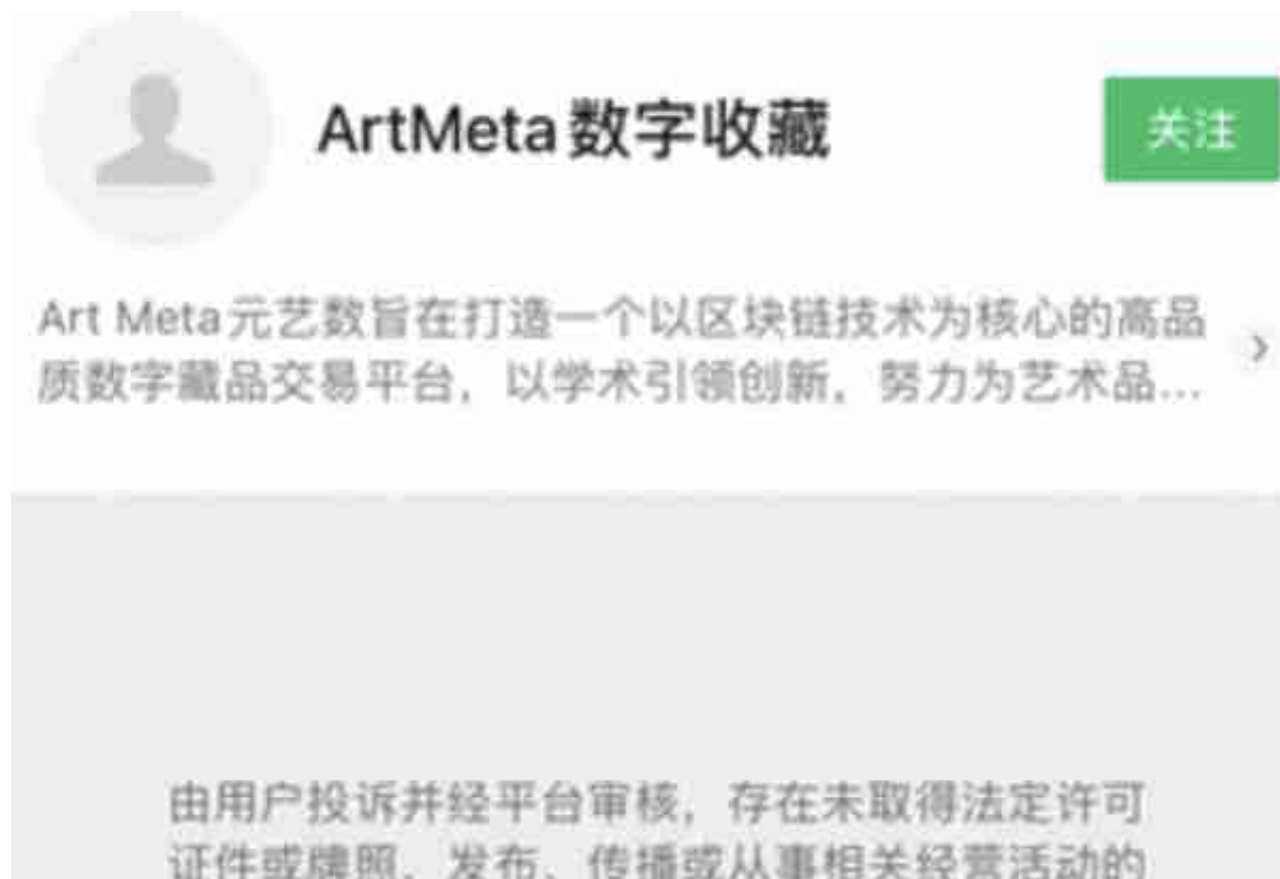 ArtMeta数字收藏
关注
Art Meta元艺数旨在打造一个以区块链技术为核心的高品
质数字藏品交易平台，以学术引领创新，努力为艺术品...
由用户投诉并经平台审核，存在未取得法定许可
证件或牌照，发布、传播或从事相关经营活动的